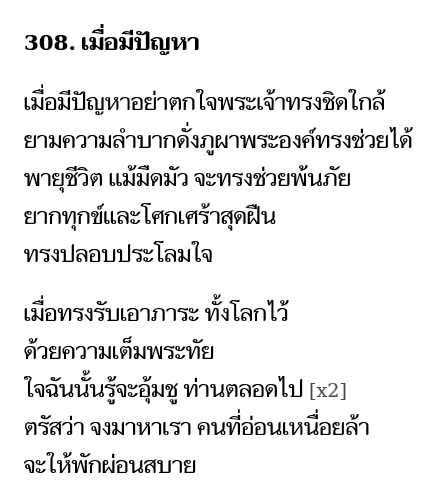 308. เมื่อมีปัญหา
เมื่อมีปัญหาอย่าตกใจพระเจ้าทรงชิดใกล้
ยามความลำบากดั่งภูผาพระองค์ทรงช่วยได้
พายุชีวิต แม้มืดมัว จะทรงช่วยพ้นภัย
ยากทุกข์และโศกเศร้าสุดฝืน
ทรงปลอบประโลมใจ
เมื่อทรงรับเอาภาระ ทั้งโลกไว้
ด้วยความเต็มพระทัย
ใจฉันนั้นรู้จะอุ้มชู ท่านตลอดไป [x2]
ตรัสว่า จงมาหาเรา คนที่อ่อนเหนื่อยล้า
จะให้พักผ่อนสบาย